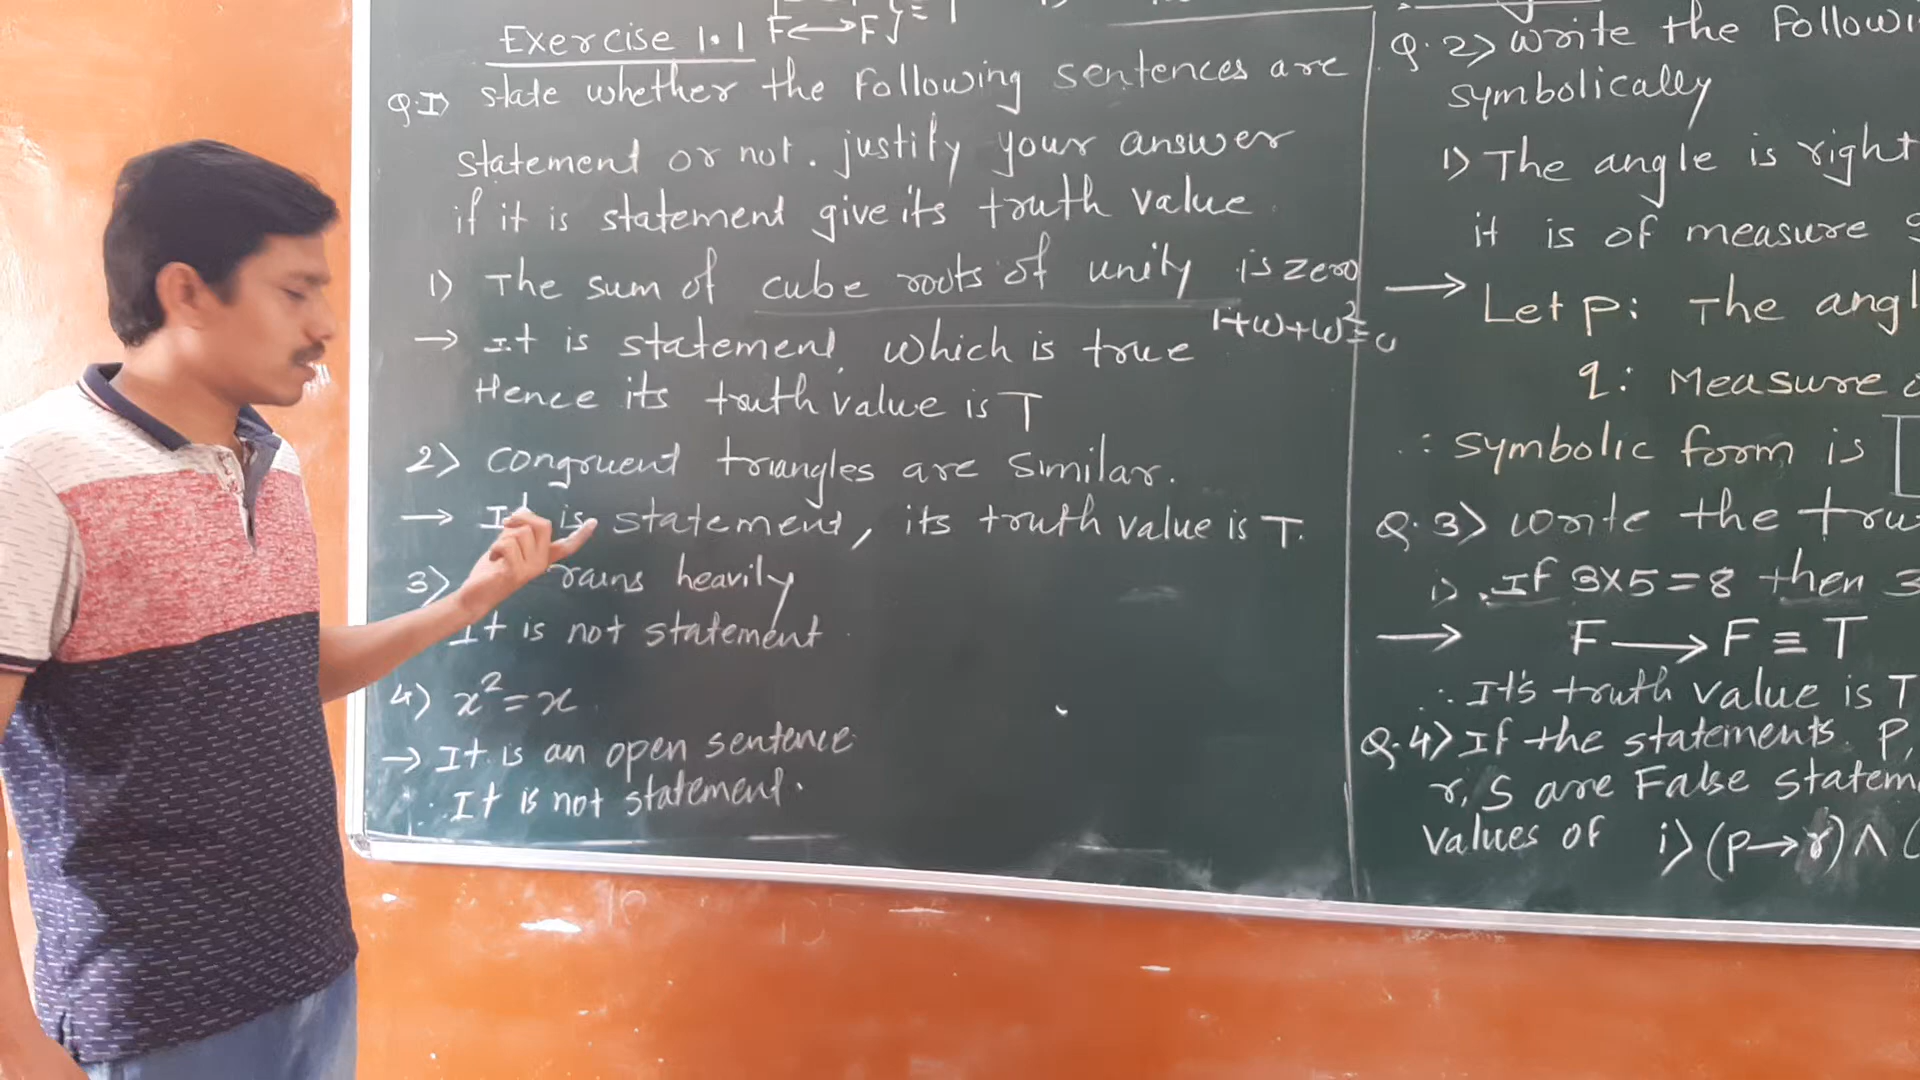 F↔F} ≡ T
Exercise 1.1
Q.I) state whether the following sentences are
statement or not. justify your answer
if it is statement give its truth value
1) The sum of cube roots of unity is zero
1+ω+ω²=0
→ It is statement, which is true
Hence its truth value is T
2) congruent triangles are similar.
→ It is statement, its truth value is T.
3) rains heavily
It is not statement
4) x²=x
→ It is an open sentence
∴ It is not statement.
Q.2) write the Followi
symbolically
1) The angle is right
it is of measure 9
→ Let p: The angl
q: Measure o
∴ symbolic form is
Q.3) write the tru
i) If 3×5=8 then 3
→ F→F ≡ T
∴ It's truth value is T
Q.4) If the statements P,
r, s are False statem
values of i) (p→r)∧(